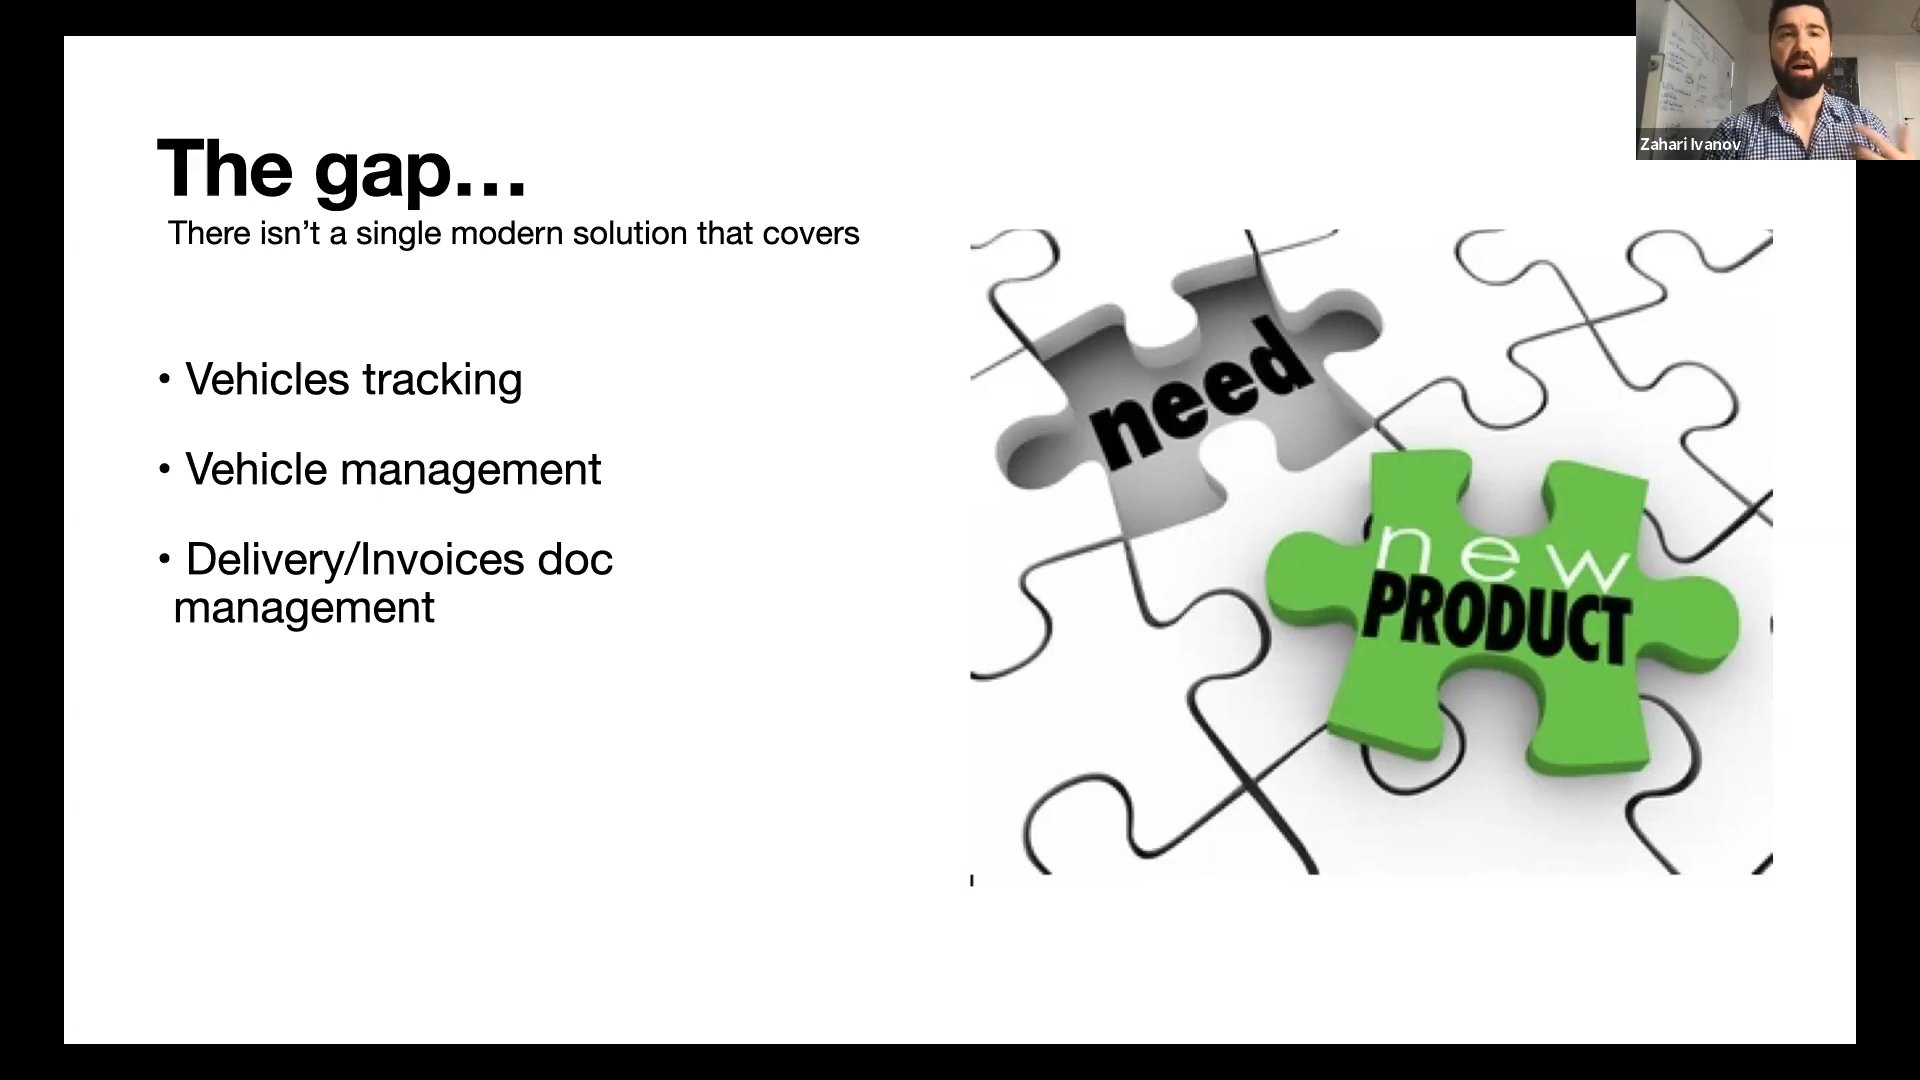 The gap…
There isn’t a single modern solution that covers
• Vehicles tracking
• Vehicle management
• Delivery/Invoices doc
management
need
new
PRODUCT
Zahari Ivanov